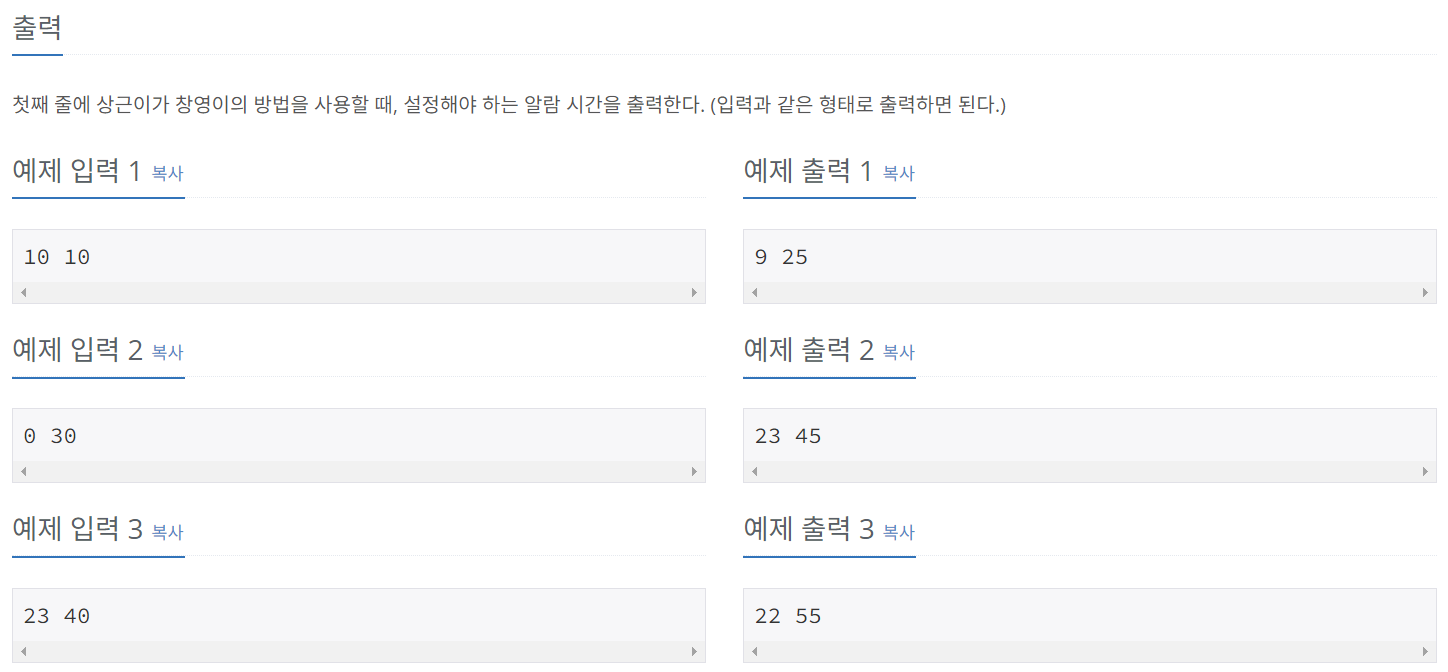 출력
첫째 줄에 상근이가 창영이의 방법을 사용할 때, 설정해야 하는 알람 시간을 출력한다. (입력과 같은 형태로 출력하면 된다.)
예제 입력 1 복사
10 10
예제 출력 1 복사
9 25
예제 입력 2 복사
0 30
예제 출력 2 복사
23 45
예제 입력 3 복사
23 40
예제 출력 3 복사
22 55